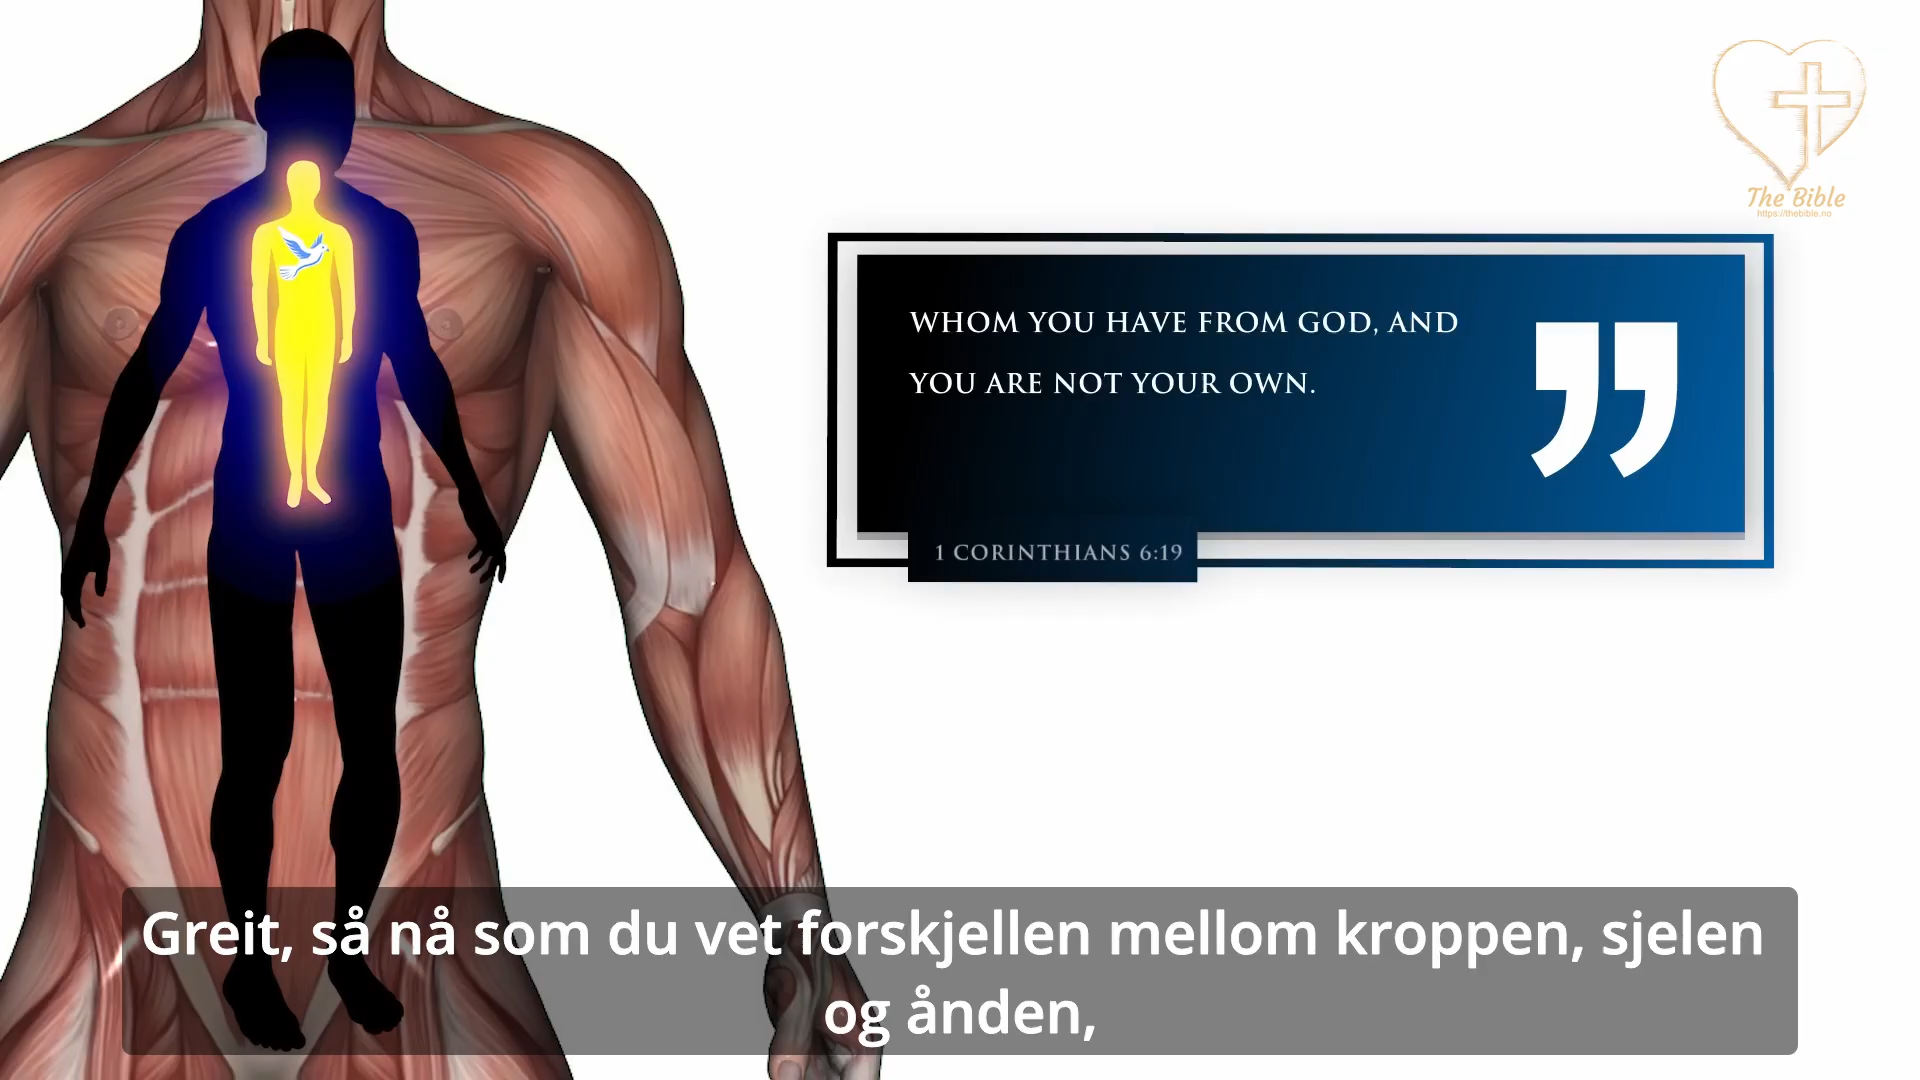 The Bible
https://thebible.no
WHOM YOU HAVE FROM GOD, AND
YOU ARE NOT YOUR OWN.
”
1 CORINTHIANS 6:19
Greit, så nå som du vet forskjellen mellom kroppen, sjelen
og ånden,